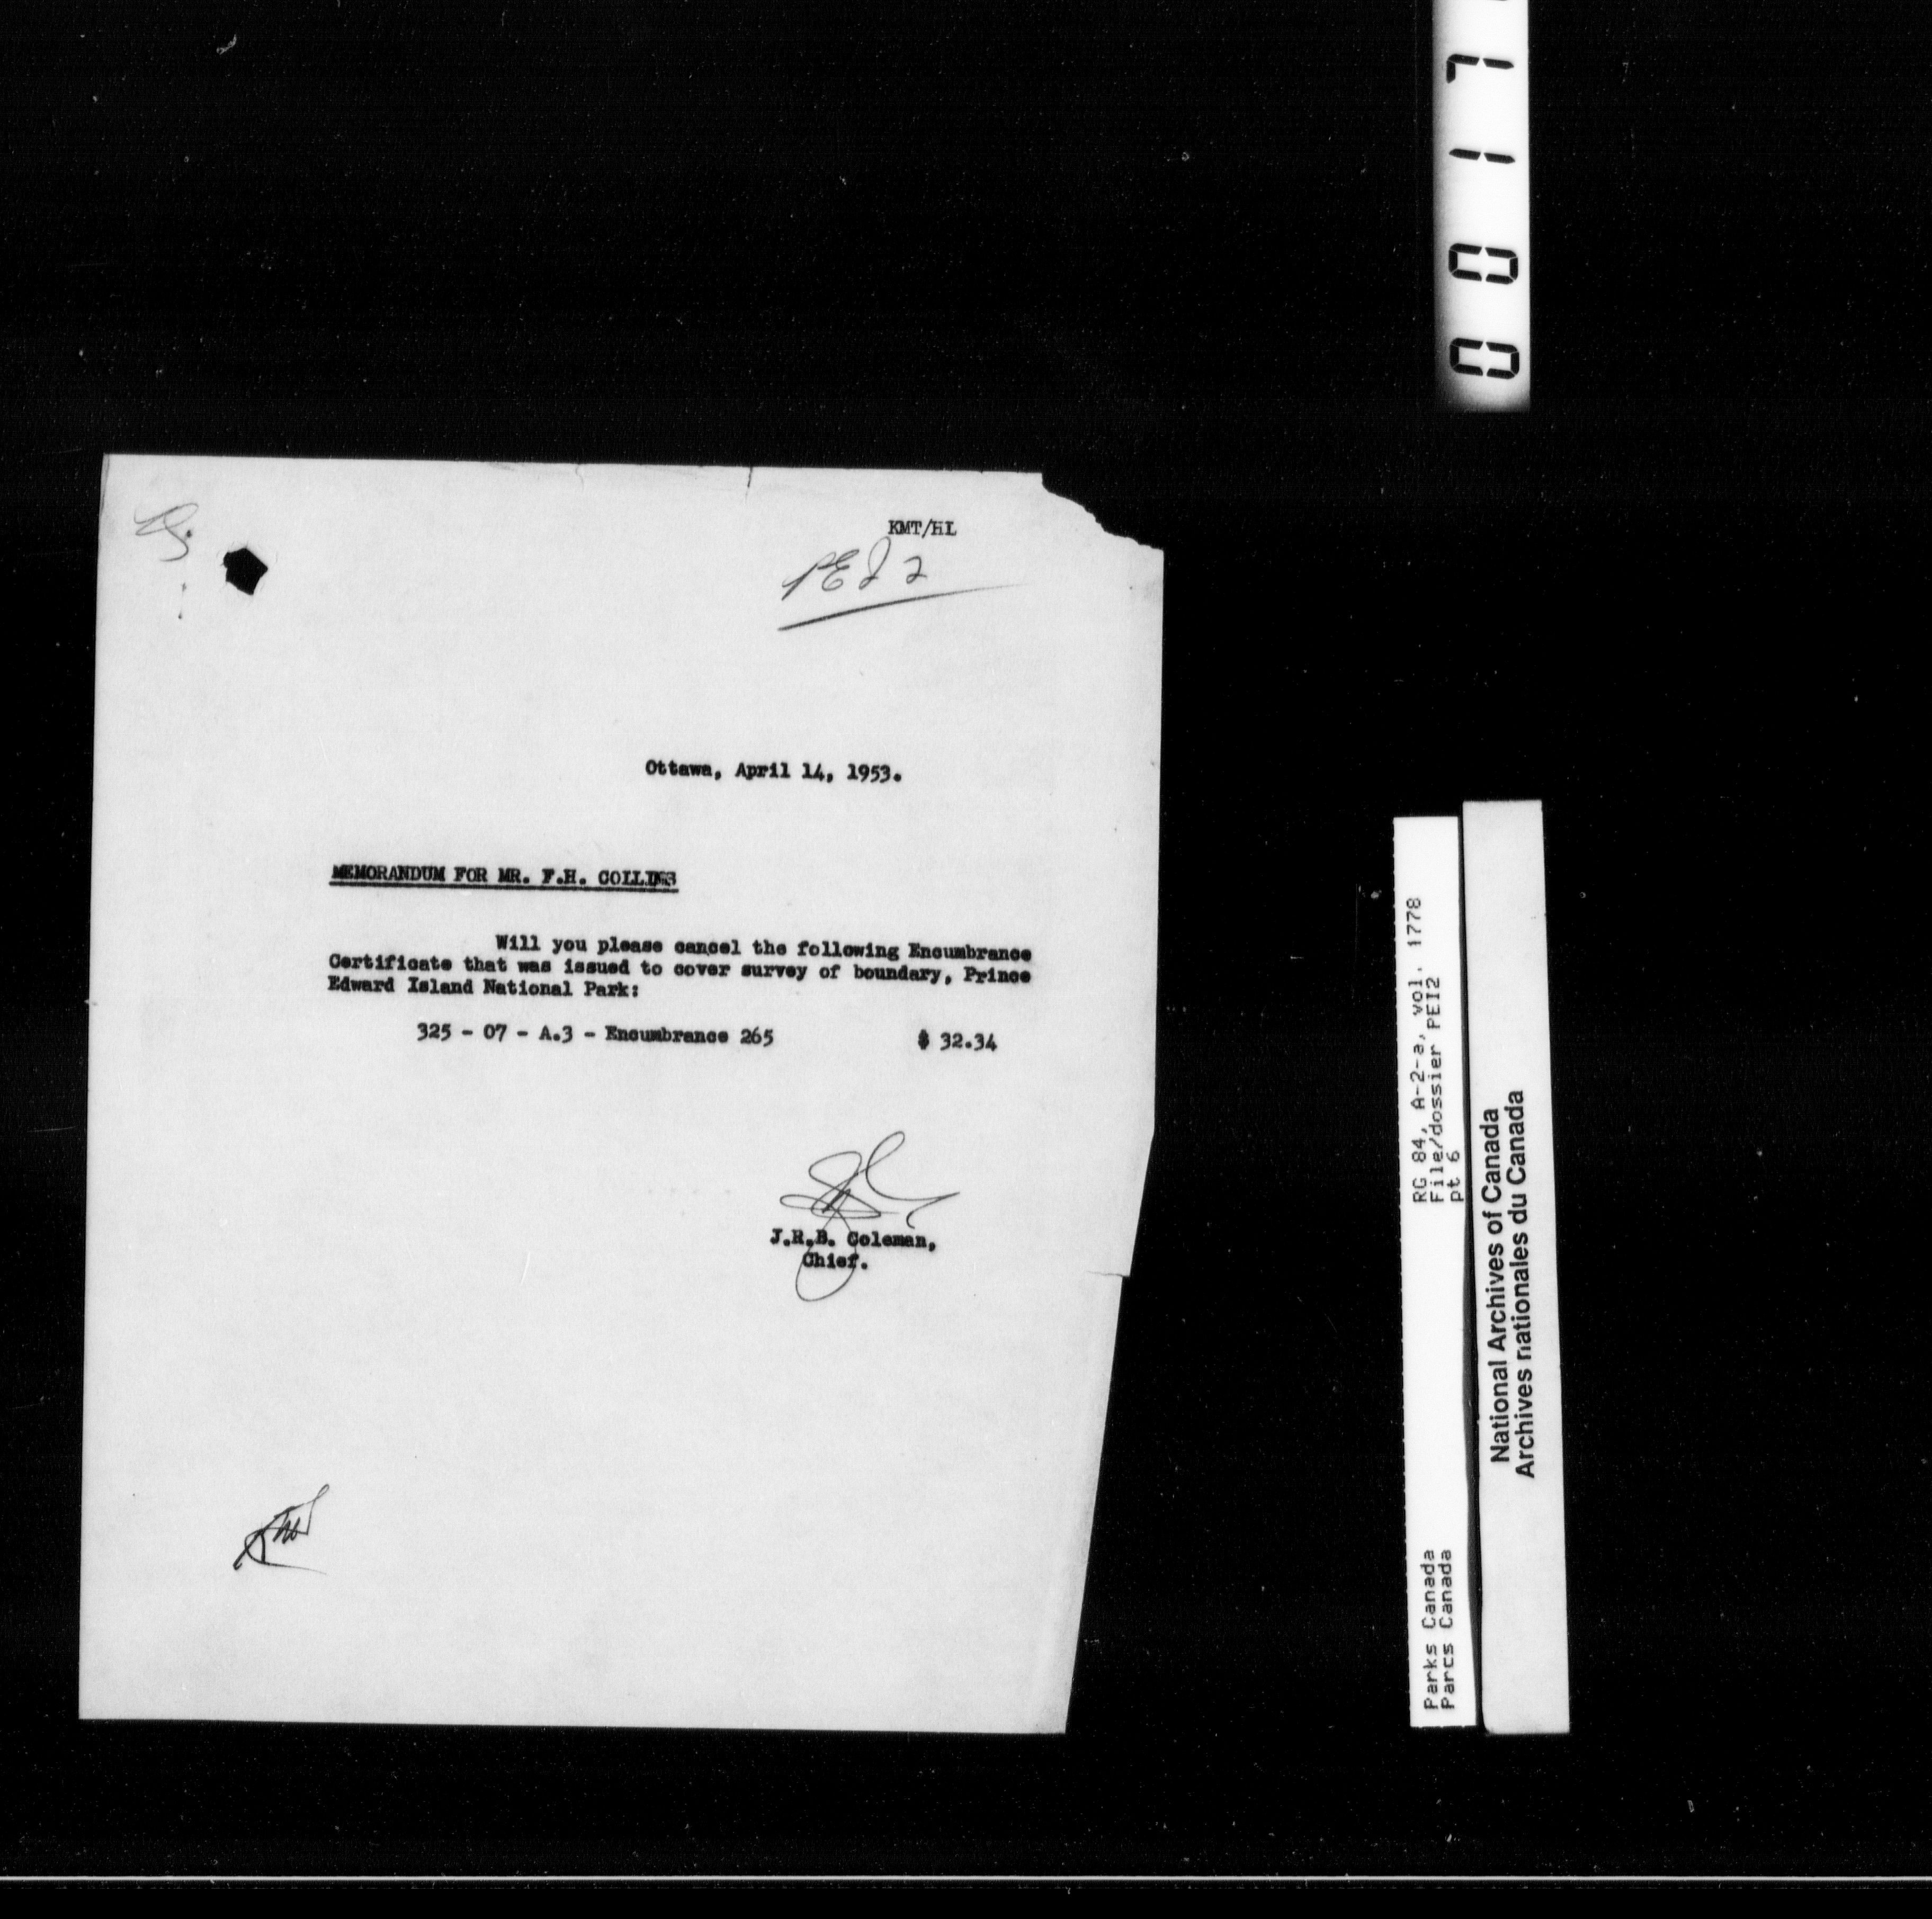 KMT/HL
PEI 2
Ottawa, April 14, 1953.
MEMORANDUM FOR MR. F.H. COLLINS
Will you please cancel the following Encumbrance
Certificate that was issued to cover survey of boundary, Prince
Edward Island National Park:
325 - 07 - A.3 - Encumbrance 265 $ 32.34
J.R.B. Coleman,
Chief.
RG 84, A-2-a, vol. 1778
File/dossier PEI2
pt 6
Parks Canada
Parcs Canada
National Archives of Canada
Archives nationales du Canada